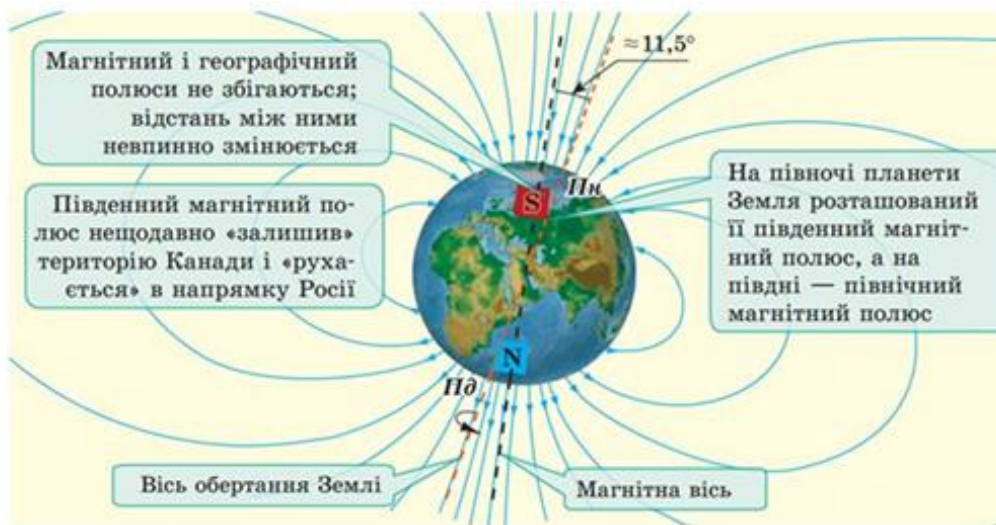 ≈ 11,5°
Магнітний і географічний
полюси не збігаються;
відстань між ними
невпинно змінюється
Південний магнітний по-
люс нещодавно «залишив»
територію Канади і «руха-
ється» в напрямку Росії
Пн
S
На півночі планети
Земля розташований
її південний магніт-
ний полюс, а на
півдні — північний
магнітний полюс
N
Пд
Вісь обертання Землі
Магнітна вісь